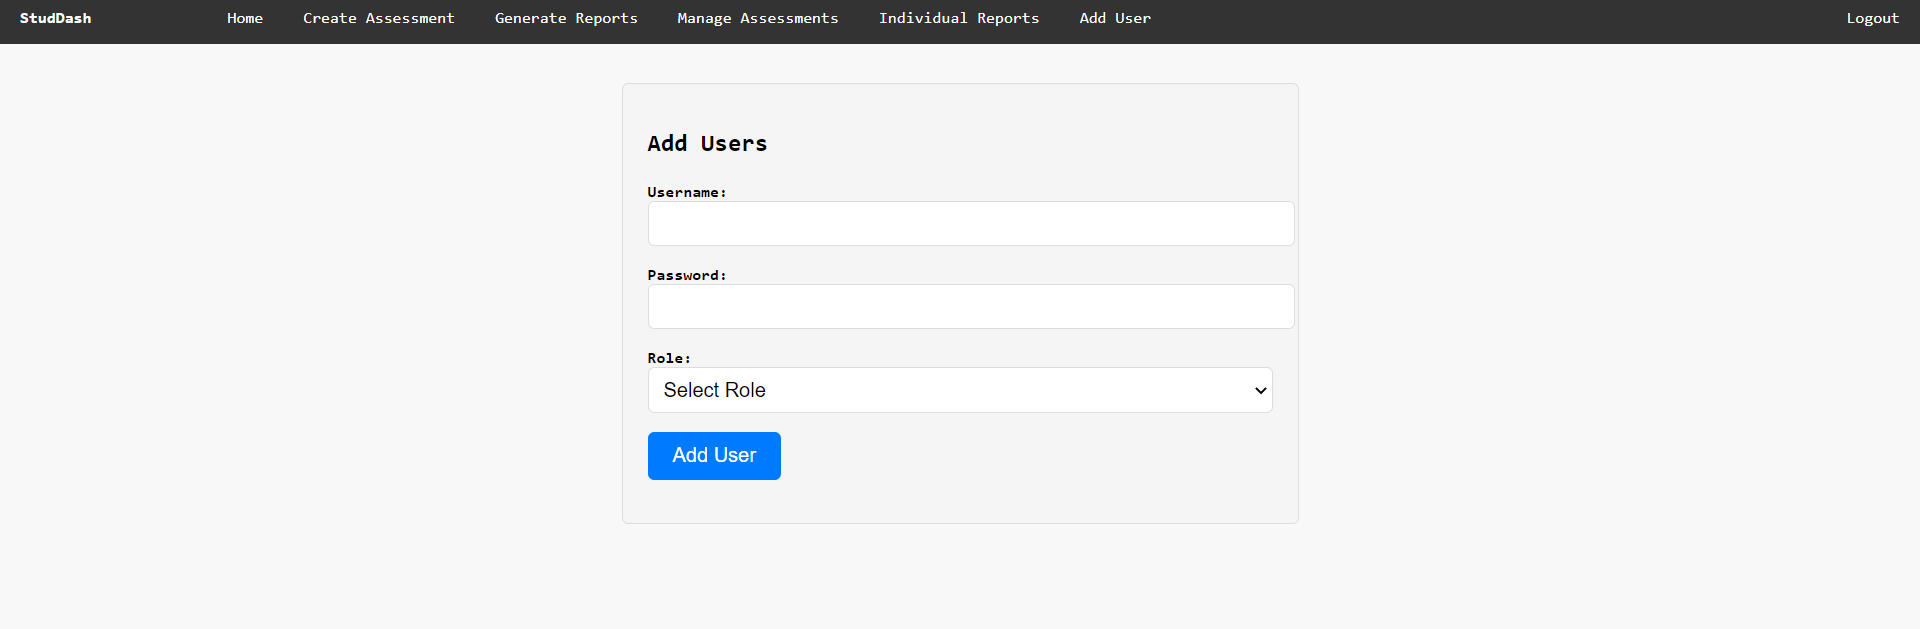 StudDash Home Create Assessment Generate Reports Manage Assessments Individual Reports Add User Logout
Add Users
Username:
Password:
Role:
Select Role
Add User